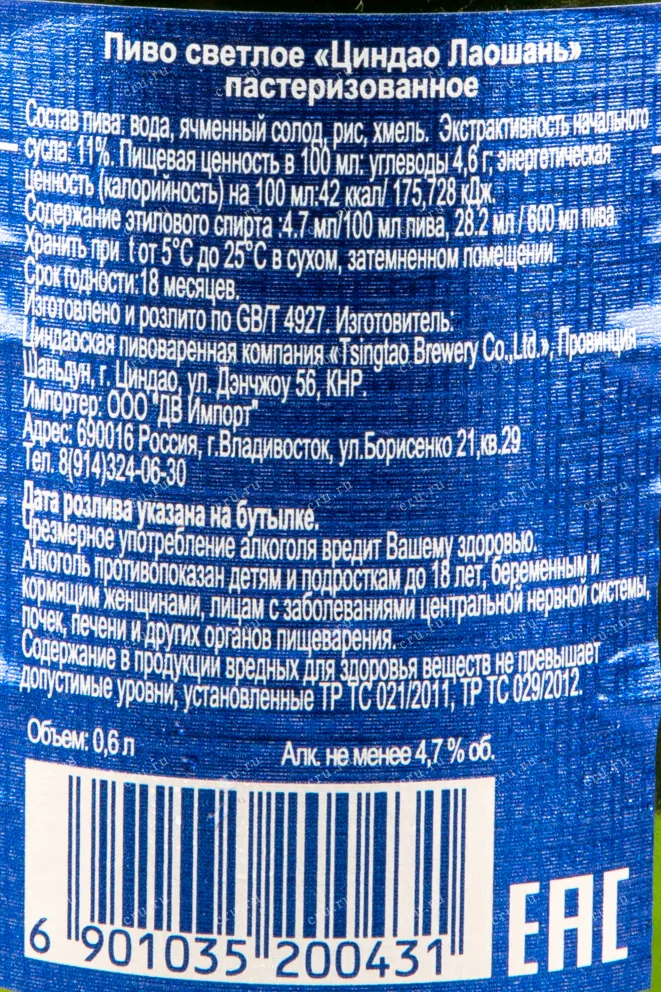 Пиво светлое «Циндао Лаошань»
пастеризованное
Состав пива: вода, ячменный солод, рис, хмель. Экстрактивность начального
сусла: 11%. Пищевая ценность в 100 мл: углеводы 4,6 г, энергетическая
ценность (калорийность) на 100 мл:42 ккал/ 175,728 кДж.
Содержание этилового спирта :4.7 мл/100 мл пива, 28.2 мл / 600 мл пива.
Хранить при t от 5°C до 25°C в сухом, затемненном помещении.
Срок годности:18 месяцев.
Изготовлено и розлито по GB/T 4927. Изготовитель:
Циндаоская пивоваренная компания «Tsingtao Brewery Co.,Ltd.», Провинция
Шаньдун, г. Циндао, ул. Дэнчжоу 56, КНР.
Импортер: ООО "ДВ Импорт"
Адрес: 690016 Россия, г.Владивосток, ул.Борисенко 21,кв.29
Тел. 8(914)324-06-30
Дата розлива указана на бутылке.
Чрезмерное употребление алкоголя вредит Вашему здоровью.
Алкоголь противопоказан детям и подросткам до 18 лет, беременным и
кормящим женщинами, лицам с заболеваниями центральной нервной системы,
почек, печени и других органов пищеварения.
Содержание в продукции вредных для здоровья веществ не превышает
допустимые уровни, установленные ТР ТС 021/2011, ТР ТС 029/2012.
Объем: 0,6 л
Алк. не менее 4,7 % об.
6 901035 200431
EAC